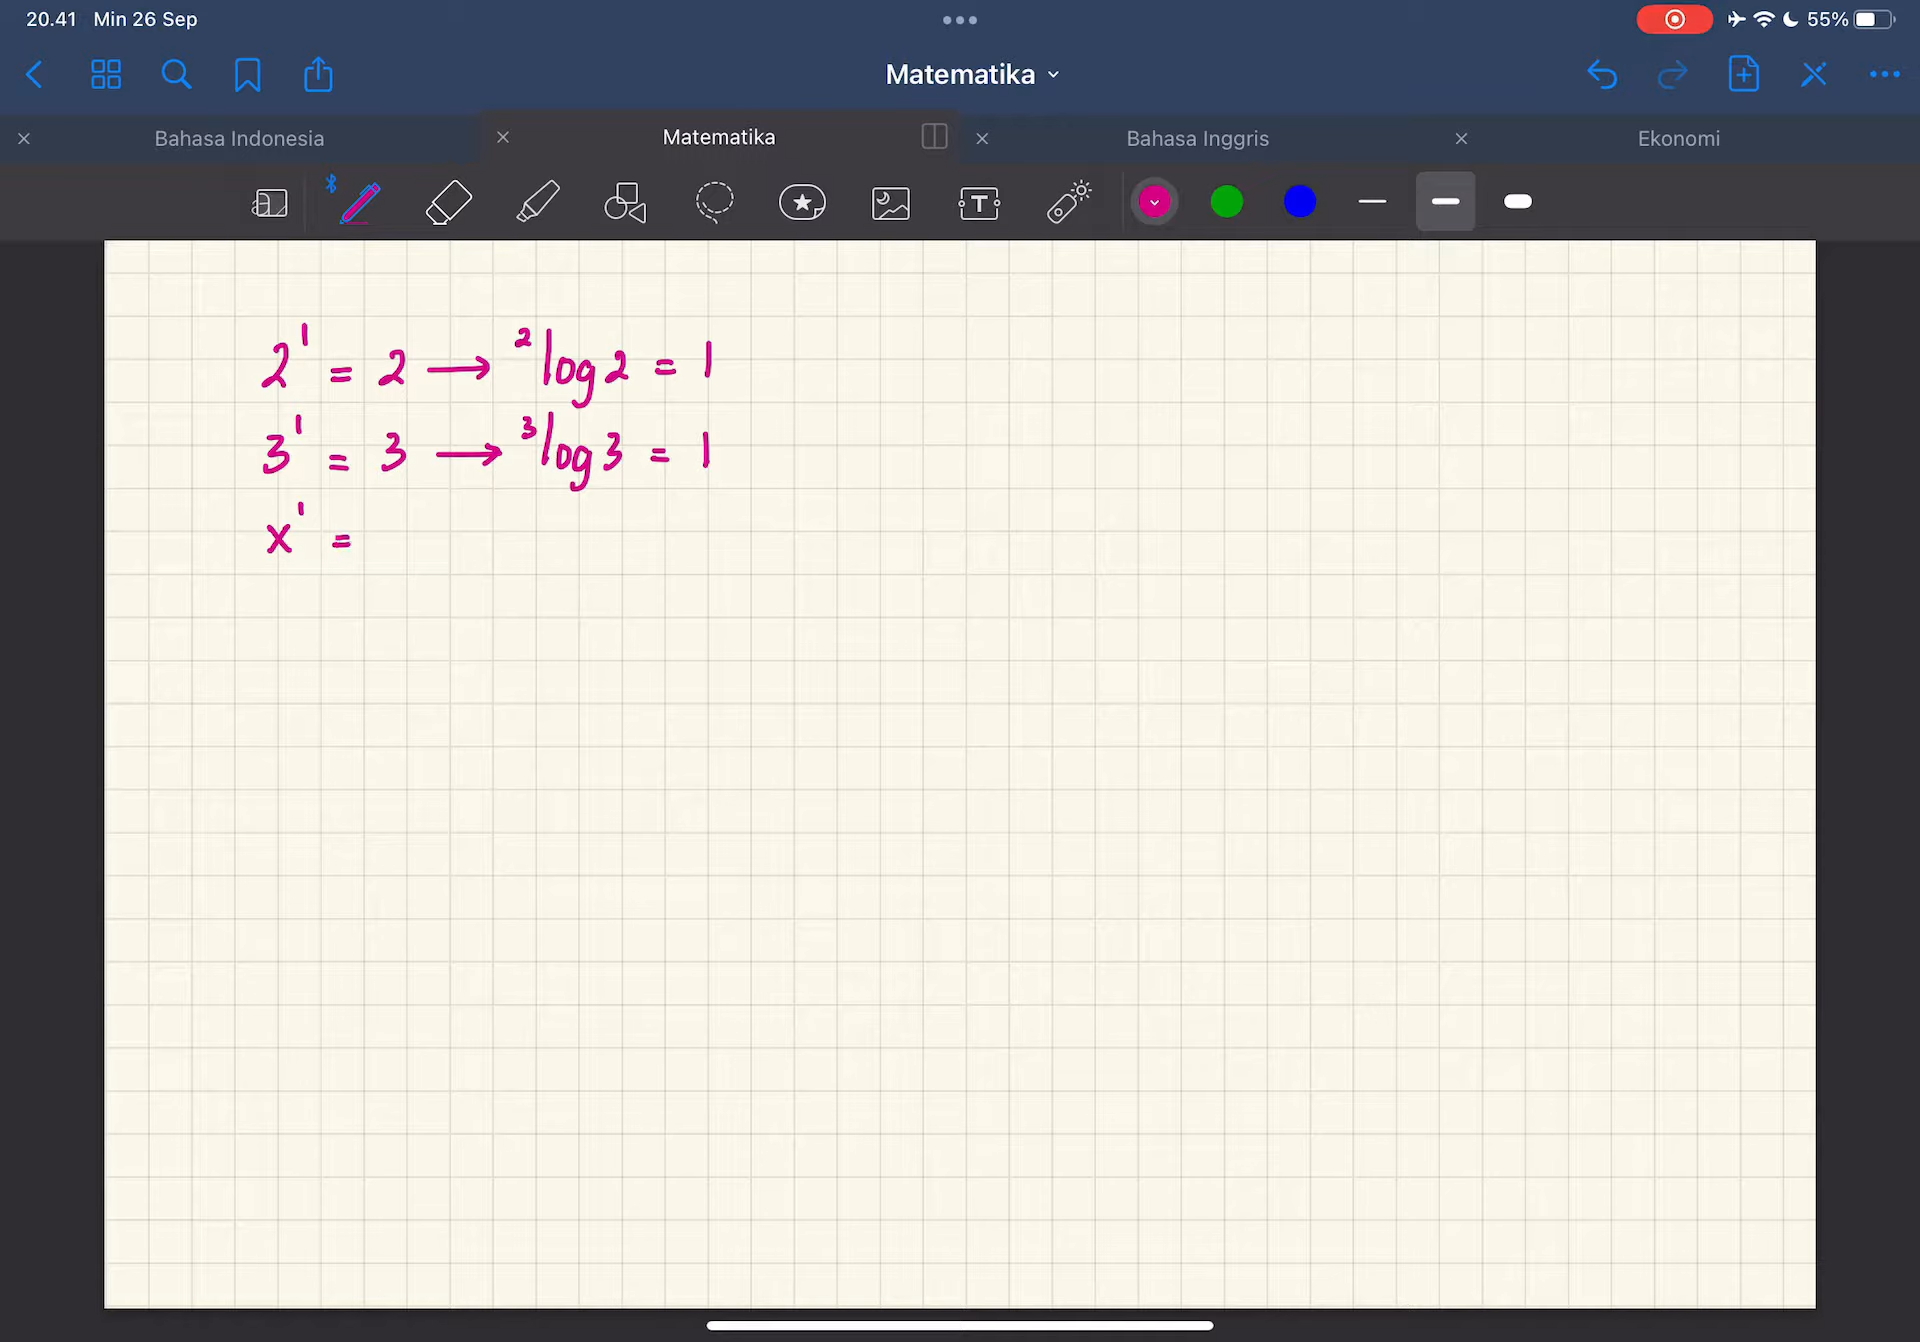 20.41 Min 26 Sep
55%
Matematika
Bahasa Indonesia
Matematika
Bahasa Inggris
Ekonomi
T
2¹ = 2 → ²log 2 = 1
3¹ = 3 → ³log 3 = 1
x¹ =